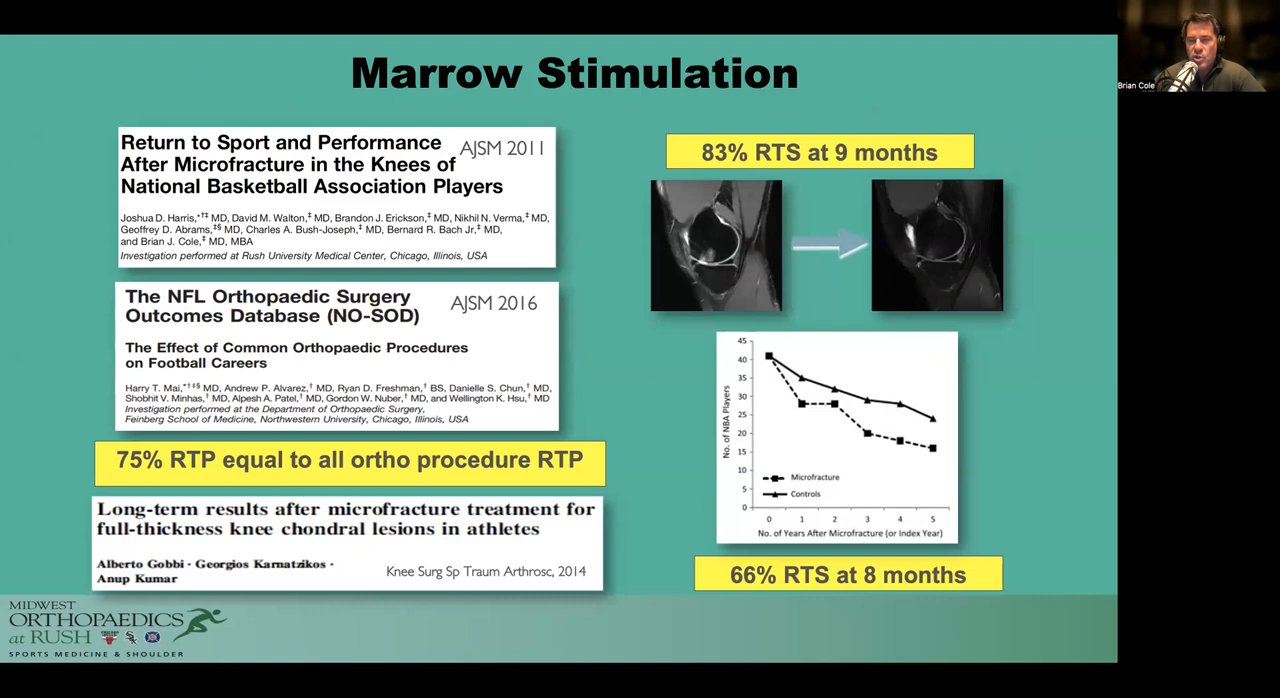 Marrow Stimulation
Brian Cole
Return to Sport and Performance
After Microfracture in the Knees of
National Basketball Association Players
AJSM 2011
Joshua D. Harris,*†‡ MD, David M. Walton,‡ MD, Brandon J. Erickson,‡ MD, Nikhil N. Verma,‡ MD,
Geoffrey D. Abrams,‡§ MD, Charles A. Bush-Joseph,‡ MD, Bernard R. Bach Jr,‡ MD,
and Brian J. Cole,‡ MD, MBA
Investigation performed at Rush University Medical Center, Chicago, Illinois, USA
The NFL Orthopaedic Surgery
Outcomes Database (NO-SOD)
AJSM 2016
The Effect of Common Orthopaedic Procedures
on Football Careers
Harry T. Mai,*†‡§ MD, Andrew P. Alvarez,† MD, Ryan D. Freshman,† BS, Danielle S. Chun,† MD,
Shobhit V. Minhas,† MD, Alpesh A. Patel,† MD, Gordon W. Nuber,† MD, and Wellington K. Hsu,† MD
Investigation performed at the Department of Orthopaedic Surgery,
Feinberg School of Medicine, Northwestern University, Chicago, Illinois, USA
75% RTP equal to all ortho procedure RTP
Long-term results after microfracture treatment for
full-thickness knee chondral lesions in athletes
Alberto Gobbi · Georgios Karnatzikos ·
Anup Kumar
Knee Surg Sp Traum Arthrosc, 2014
83% RTS at 9 months
No. of NBA Players
45
40
35
30
25
20
15
10
5
0
Microfracture
Controls
0 1 2 3 4 5
No. of Years After Microfracture (or Index Year)
66% RTS at 8 months
MIDWEST
ORTHOPAEDICS
at RUSH
SPORTS MEDICINE & SHOULDER